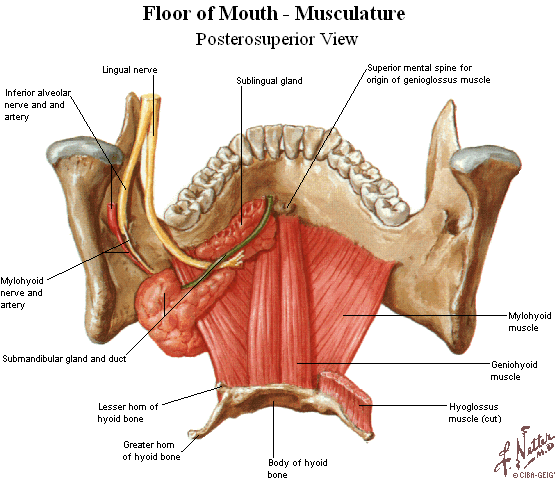 Floor of Mouth - Musculature
Posterosuperior View
Lingual nerve
Superior mental spine for
origin of genioglossus muscle
Sublingual gland
Inferior alveolar
nerve and and
artery
Mylohyoid
nerve and
artery
Mylohyoid
muscle
Submandibular gland and duct
Geniohyoid
muscle
Lesser horn of
hyoid bone
Hyoglossus
muscle (cut)
Greater horn
of hyoid bone
Body of hyoid
bone
F. Netter
M.D.
© CIBA-GEIG